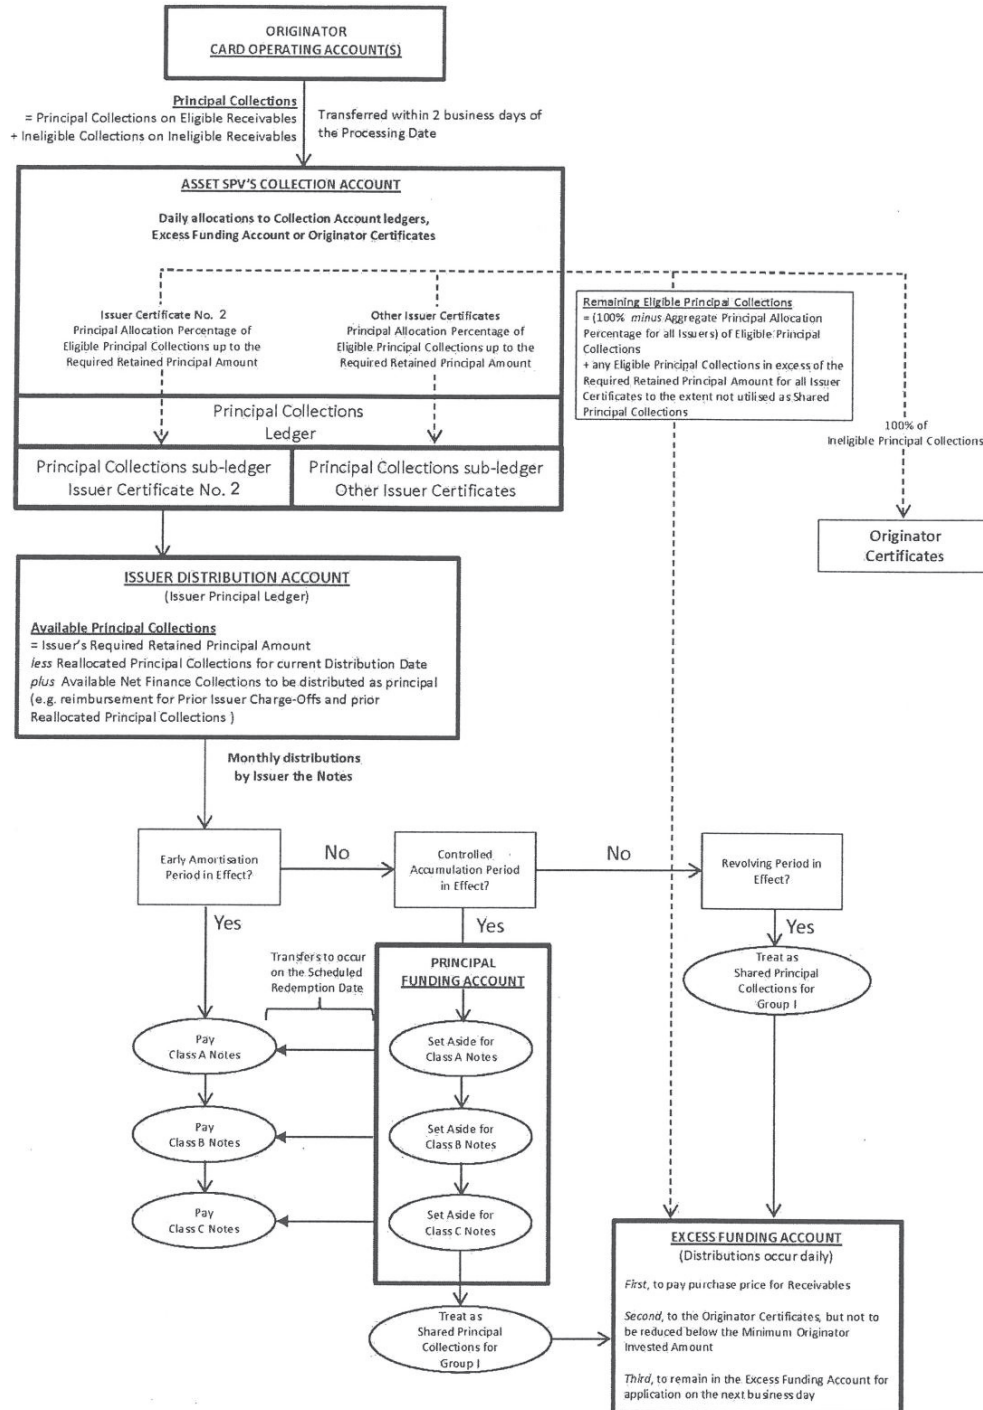 ORIGINATOR
CARD OPERATING ACCOUNT(S)
Principal Collections
= Principal Collections on Eligible Receivables
+ Ineligible Collections on Ineligible Receivables
Transferred within 2 business days of
the Processing Date
ASSET SPV'S COLLECTION ACCOUNT
Daily allocations to Collection Account ledgers,
Excess Funding Account or Originator Certificates
Issuer Certificate No. 2
Principal Allocation Percentage of
Eligible Principal Collections up to the
Required Retained Principal Amount
Other Issuer Certificates
Principal Allocation Percentage of
Eligible Principal Collections up to the
Required Retained Principal Amount
Remaining Eligible Principal Collections
= (100% minus Aggregate Principal Allocation
Percentage for all Issuers) of Eligible Principal
Collections
+ any Eligible Principal Collections in excess of the
Required Retained Principal Amount for all Issuer
Certificates to the extent not utilised as Shared
Principal Collections
100% of
Ineligible Principal Collections
Principal Collections
Ledger
Principal Collections sub-ledger
Issuer Certificate No. 2
Principal Collections sub-ledger
Other Issuer Certificates
Originator
Certificates
ISSUER DISTRIBUTION ACCOUNT
(Issuer Principal Ledger)
Available Principal Collections
= Issuer's Required Retained Principal Amount
less Reallocated Principal Collections for current Distribution Date
plus Available Net Finance Collections to be distributed as principal
(e.g. reimbursement for Prior Issuer Charge-Offs and prior
Reallocated Principal Collections )
Monthly distributions
by Issuer the Notes
Early Amortisation
Period in Effect?
No
Controlled
Accumulation Period
in Effect?
No
Revolving Period in
Effect?
Yes
Yes
Yes
Transfers to occur
on the Scheduled
Redemption Date
PRINCIPAL
FUNDING ACCOUNT
Treat as
Shared Principal
Collections for
Group I
Pay
Class A Notes
Set Aside for
Class A Notes
Pay
Class B Notes
Set Aside for
Class B Notes
Pay
Class C Notes
Set Aside for
Class C Notes
Treat as
Shared Principal
Collections for
Group I
EXCESS FUNDING ACCOUNT
(Distributions occur daily)
First, to pay purchase price for Receivables
Second, to the Originator Certificates, but not to
be reduced below the Minimum Originator
Invested Amount
Third, to remain in the Excess Funding Account for
application on the next business day